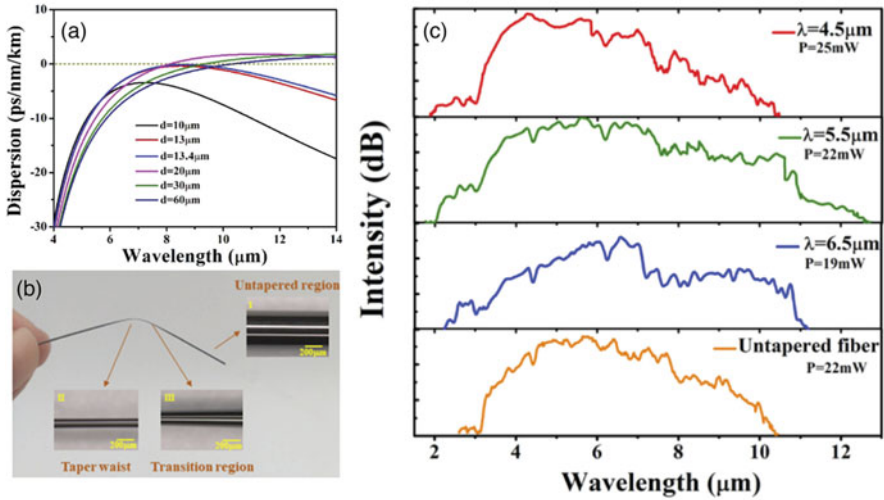 (a)
Dispersion (ps/nm/km)
10
0
-10
-20
-30
d=10μm
d=13μm
d=13.4μm
d=20μm
d=30μm
d=60μm
4 6 8 10 12 14
Wavelength (μm)
(b)
Untapered region
I
200μm
II
200μm
III
200μm
Taper waist
Transition region
(c)
Intensity (dB)
λ=4.5μm
P=25mW
λ=5.5μm
P=22mW
λ=6.5μm
P=19mW
Untapered fiber
P=22mW
2 4 6 8 10 12
Wavelength (μm)